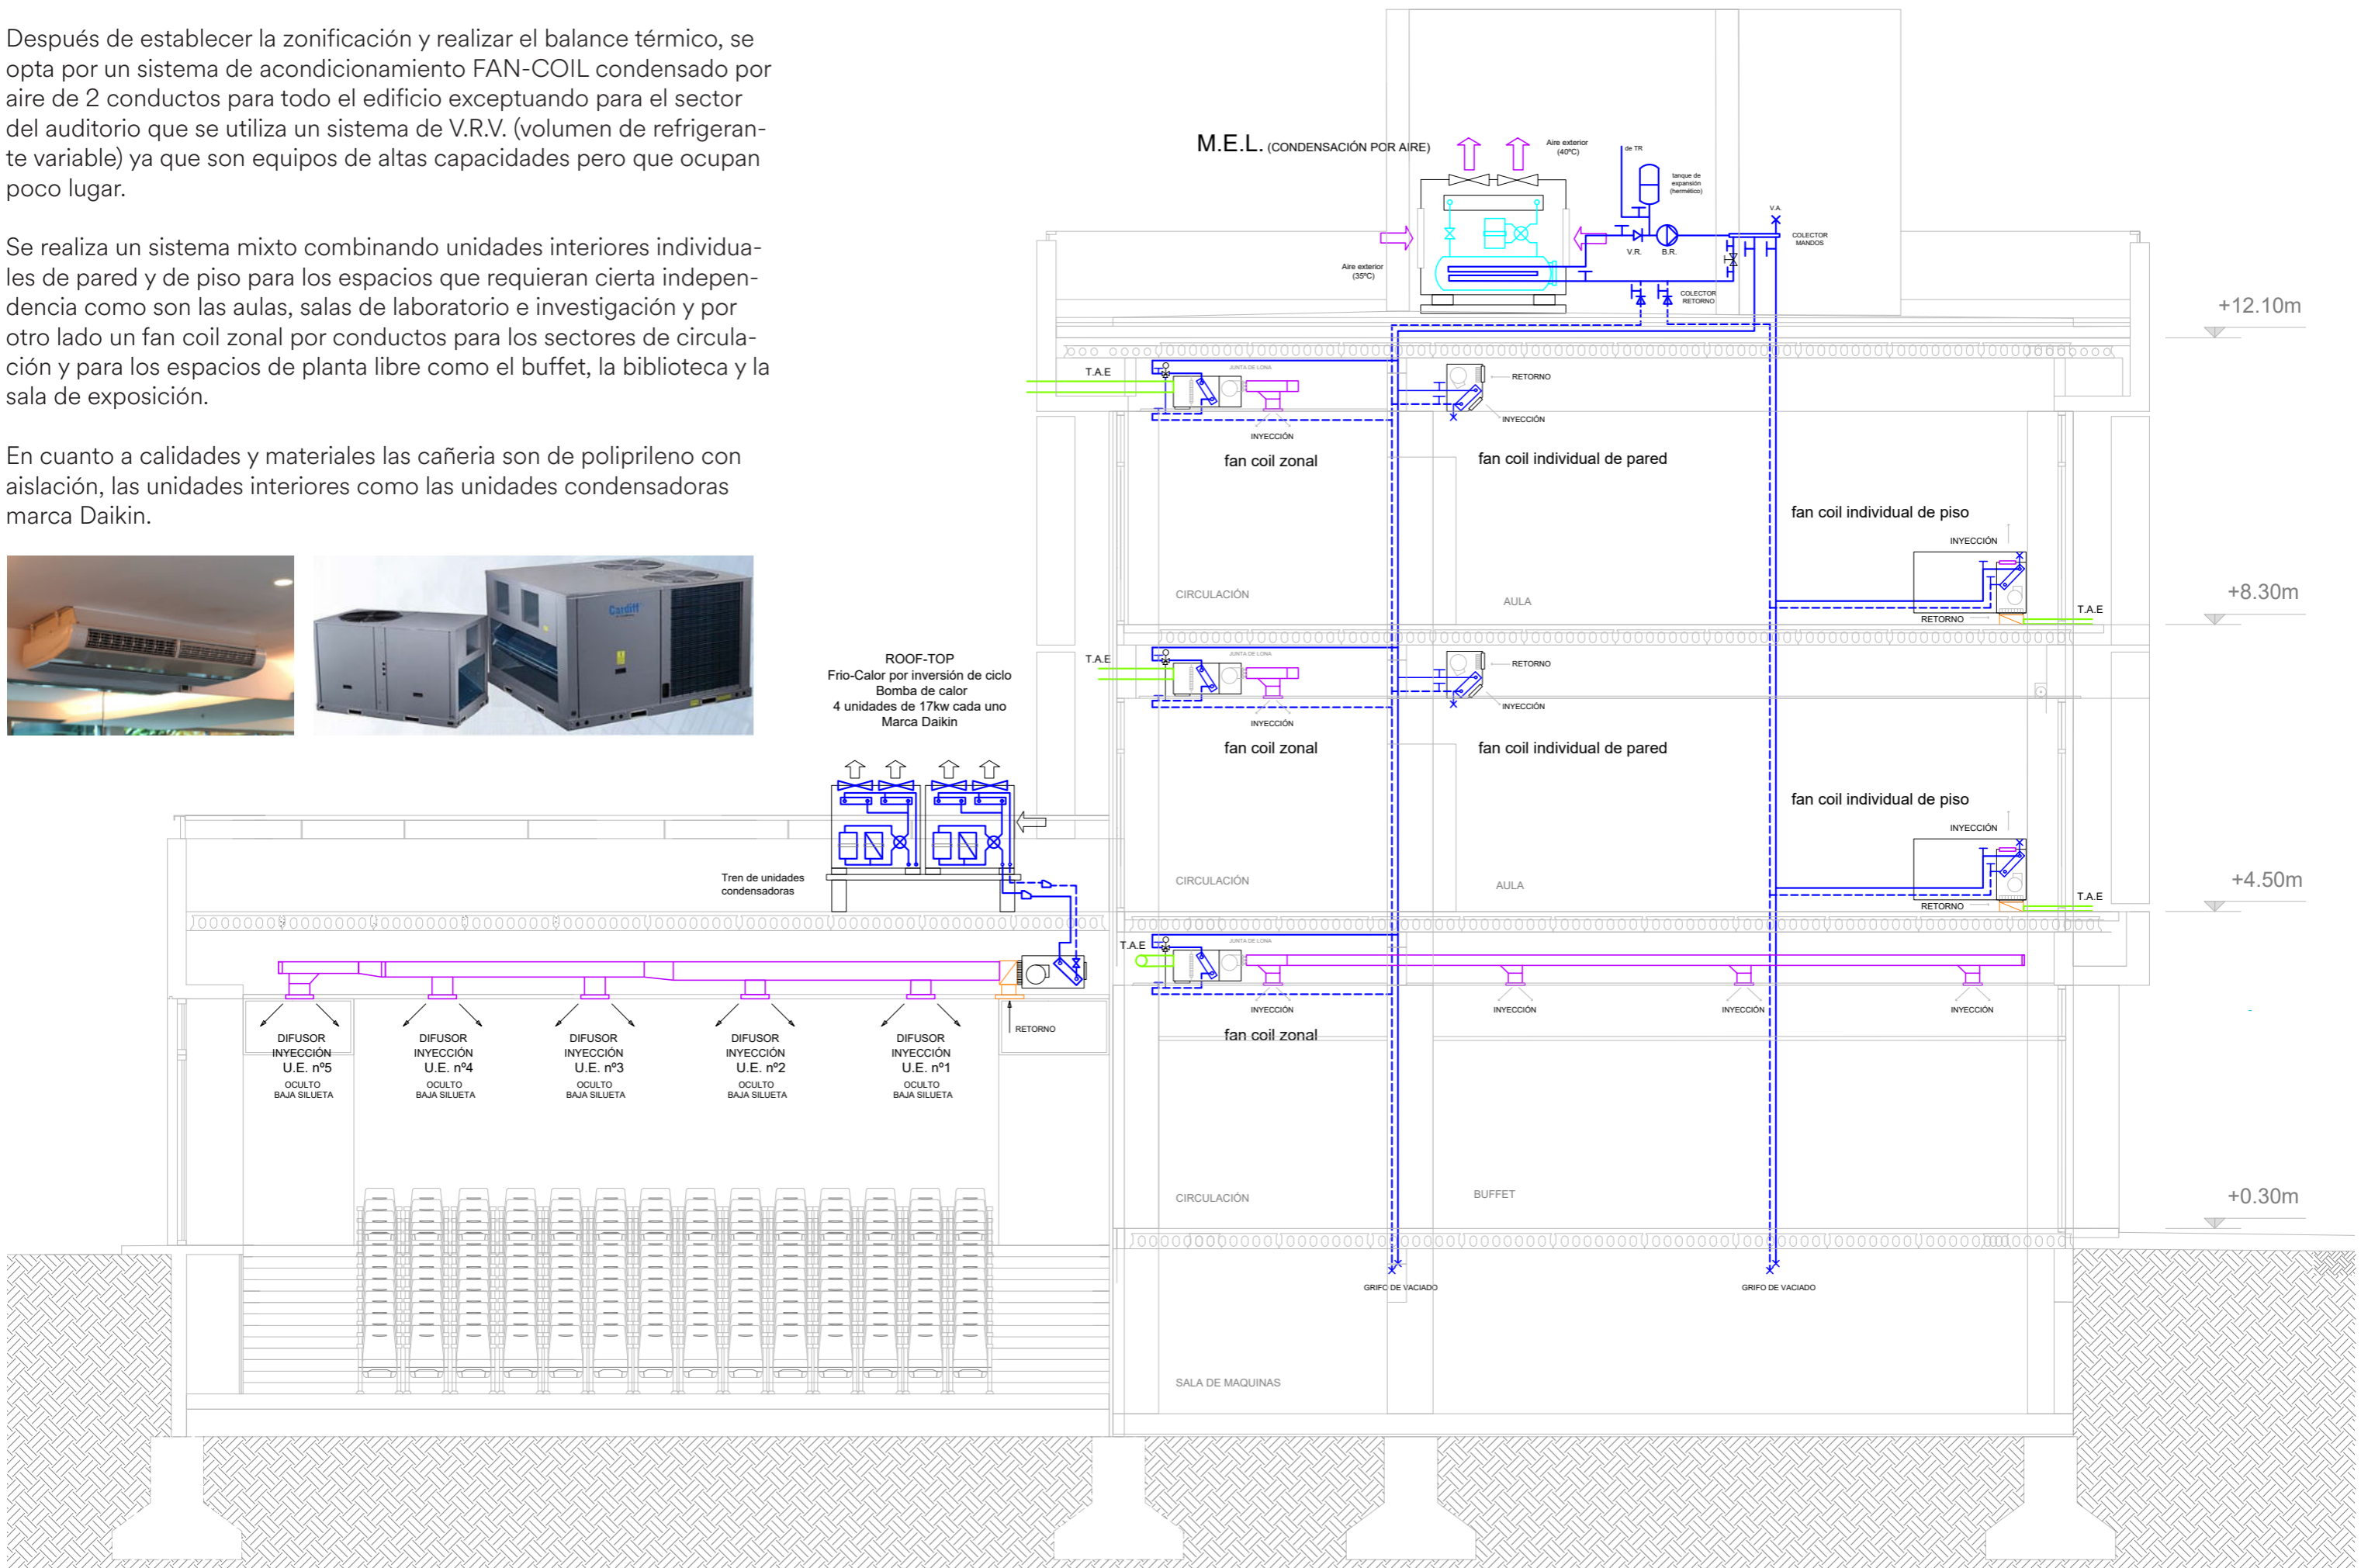 Después de establecer la zonificación y realizar el balance térmico, se
opta por un sistema de acondicionamiento FAN-COIL condensado por
aire de 2 conductos para todo el edificio exceptuando para el sector
del auditorio que se utiliza un sistema de V.R.V. (volumen de refrigeran-
te variable) ya que son equipos de altas capacidades pero que ocupan
poco lugar.
Se realiza un sistema mixto combinando unidades interiores individua-
les de pared y de piso para los espacios que requieran cierta indepen-
dencia como son las aulas, salas de laboratorio e investigación y por
otro lado un fan coil zonal por conductos para los sectores de circula-
ción y para los espacios de planta libre como el buffet, la biblioteca y la
sala de exposición.
En cuanto a calidades y materiales las cañeria son de poliprileno con
aislación, las unidades interiores como las unidades condensadoras
marca Daikin.
Cardiff
M.E.L. (CONDENSACIÓN POR AIRE)
Aire exterior
(40ºC)
de TR
tanque de
expansión
(hermético)
V.A.
COLECTOR
MANDOS
V.R.
B.R.
Aire exterior
(35ºC)
COLECTOR
RETORNO
+12.10m
T.A.E
JUNTA DE LONA
RETORNO
INYECCIÓN
INYECCIÓN
fan coil zonal
fan coil individual de pared
fan coil individual de piso
INYECCIÓN
CIRCULACIÓN
AULA
+8.30m
T.A.E
RETORNO
ROOF-TOP
Frio-Calor por inversión de ciclo
Bomba de calor
4 unidades de 17kw cada uno
Marca Daikin
T.A.E
JUNTA DE LONA
RETORNO
INYECCIÓN
INYECCIÓN
fan coil zonal
fan coil individual de pared
fan coil individual de piso
INYECCIÓN
Tren de unidades
condensadoras
CIRCULACIÓN
AULA
+4.50m
T.A.E
RETORNO
T.A.E
JUNTA DE LONA
INYECCIÓN
INYECCIÓN
INYECCIÓN
INYECCIÓN
fan coil zonal
RETORNO
DIFUSOR
INYECCIÓN
U.E. nº5
OCULTO
BAJA SILUETA
DIFUSOR
INYECCIÓN
U.E. nº4
OCULTO
BAJA SILUETA
DIFUSOR
INYECCIÓN
U.E. nº3
OCULTO
BAJA SILUETA
DIFUSOR
INYECCIÓN
U.E. nº2
OCULTO
BAJA SILUETA
DIFUSOR
INYECCIÓN
U.E. nº1
OCULTO
BAJA SILUETA
CIRCULACIÓN
BUFFET
+0.30m
GRIFO DE VACIADO
GRIFO DE VACIADO
SALA DE MAQUINAS